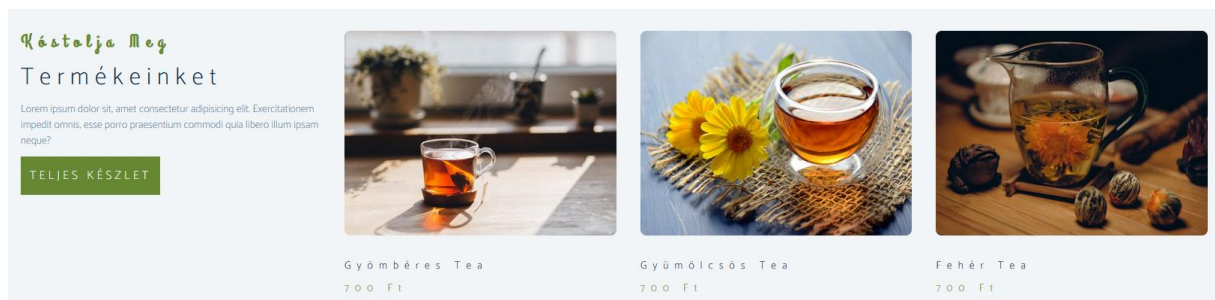 Kóstolja Meg
Termékeinket
Lorem ipsum dolor sit, amet consectetur adipisicing elit. Exercitationem
impedit omnis, esse porro praesentium commodi quia libero illum ipsam
neque?
TELJES KÉSZLET
Gyömbéres Tea
700 Ft
Gyümölcsös Tea
700 Ft
Fehér Tea
700 Ft